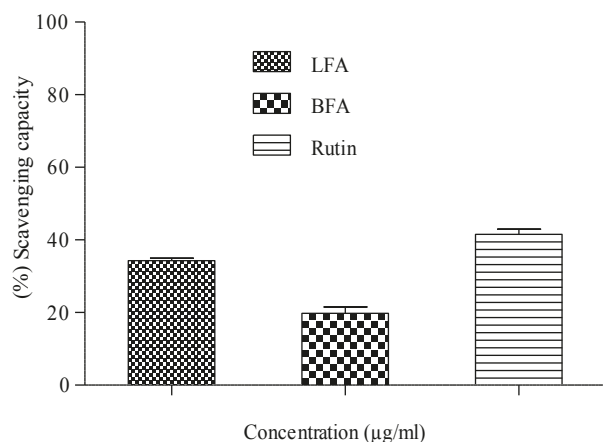 (%) Scavenging capacity
100
80
60
40
20
0
LFA
BFA
Rutin
Concentration (µg/ml)